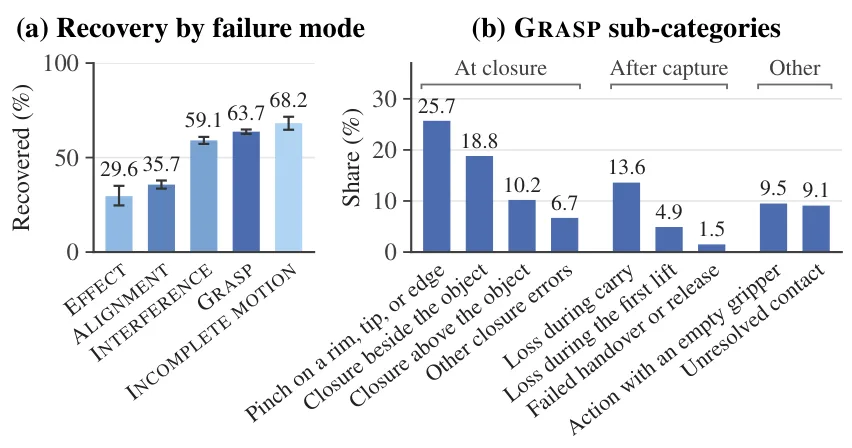 (a) Recovery by failure mode
Recovered (%)
100
50
0
29.6
35.7
59.1
63.7
68.2
EFFECT
ALIGNMENT
INTERFERENCE
GRASP
INCOMPLETE MOTION
(b) GRASP sub-categories
Share (%)
30
20
10
0
At closure
After capture
Other
25.7
18.8
10.2
6.7
13.6
4.9
1.5
9.5
9.1
Pinch on a rim, tip, or edge
Closure beside the object
Closure above the object
Other closure errors
Loss during carry
Loss during the first lift
Failed handover or release
Action with an empty gripper
Unresolved contact